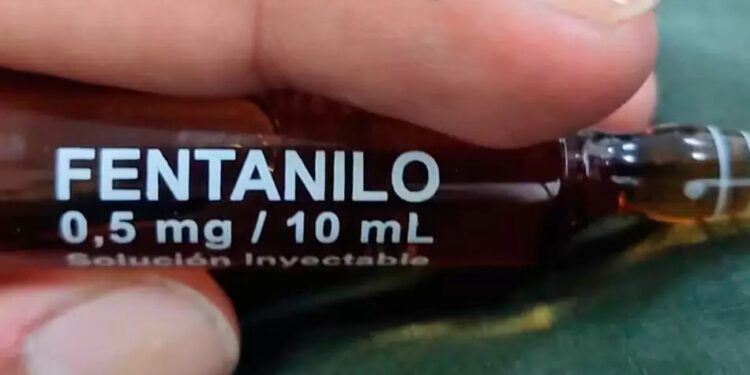 FENTANILO
0,5 mg / 10 mL
Solución Inyectable